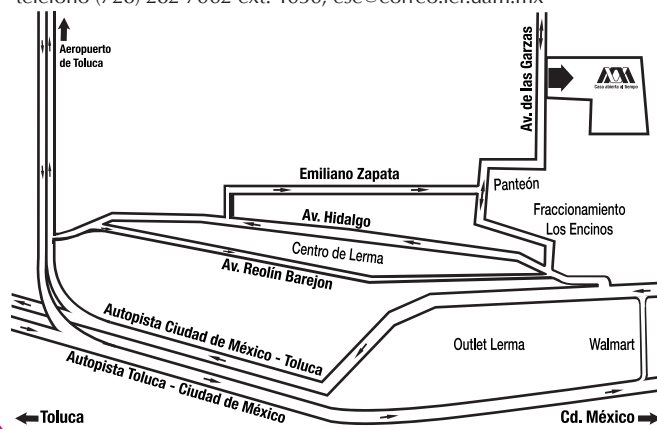 teléfono (728) 282 7002 ext. 1050, cse@correo.ler.uam.mx
Aeropuerto
de Toluca
Av. de las Garzas
Casa abierta al tiempo
Emiliano Zapata
Panteón
Av. Hidalgo
Fraccionamiento
Los Encinos
Centro de Lerma
Av. Reolín Barejon
Autopista Ciudad de México - Toluca
Outlet Lerma
Walmart
Autopista Toluca - Ciudad de México
Toluca
Cd. México